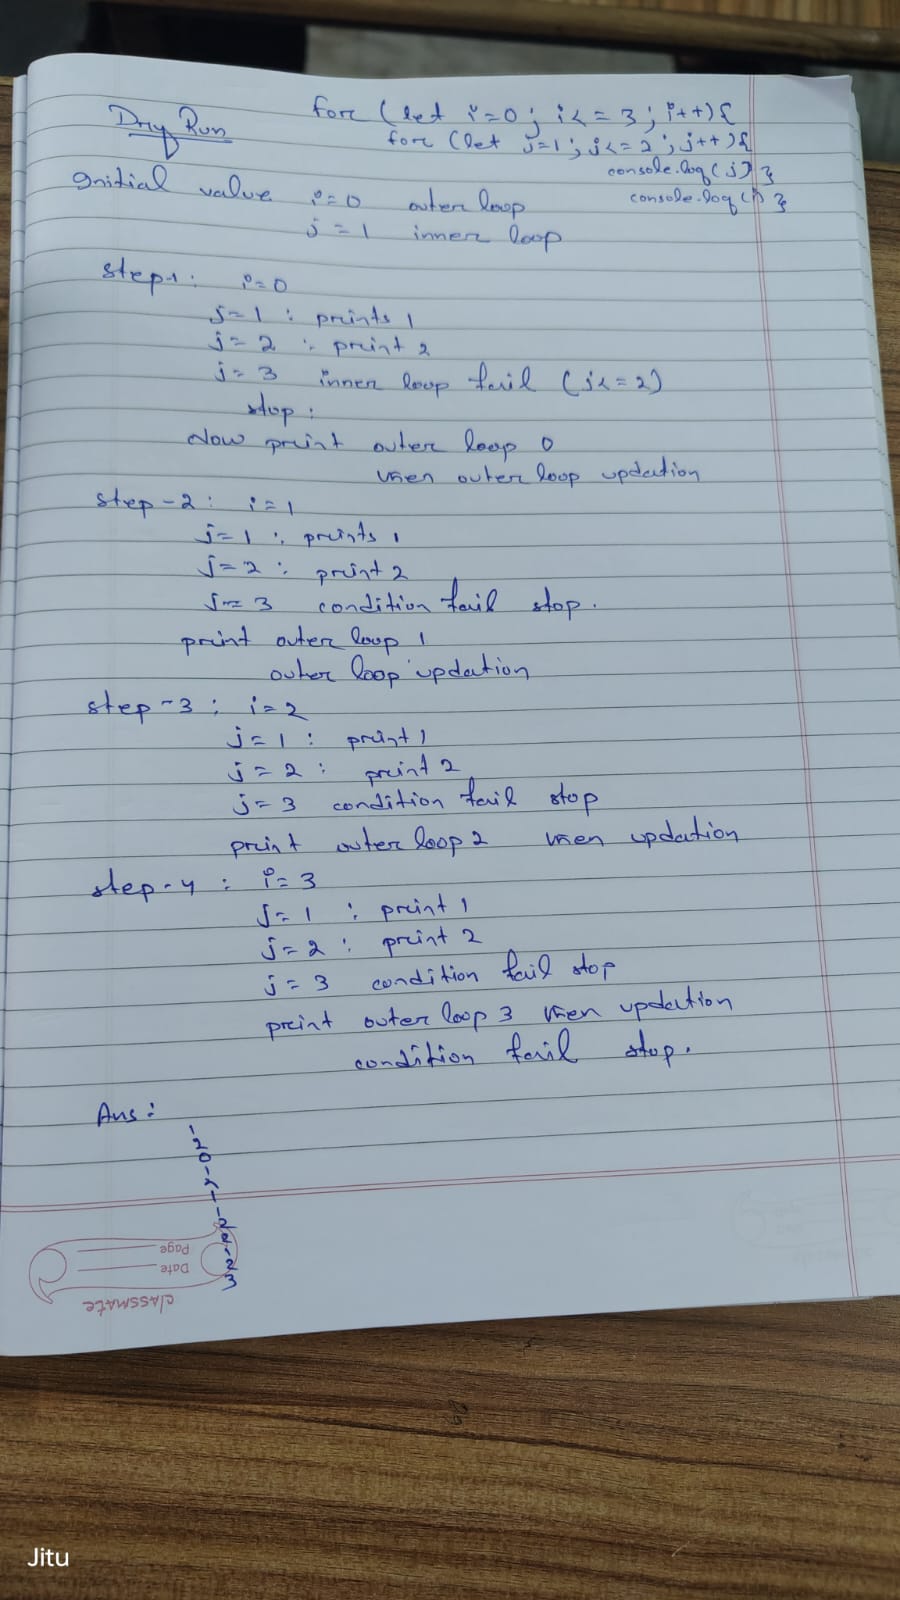 Dry Run
for (let i=0; i<=3; i++){
for (let j=1; j<=2; j++){
console.log(j) }
console.log(i) }
Initial value i=0 outer loop
j=1 inner loop
step-1: i=0
j=1 : prints 1
j=2 : print 2
j=3 inner loop fail (j<=2)
stop:
Now print outer loop 0
then outer loop updation
step-2: i=1
j=1 : prints 1
j=2 : print 2
j=3 condition fail stop.
print outer loop 1
outer loop updation
step-3: i=2
j=1 : print 1
j=2 : print 2
j=3 condition fail stop
print outer loop 2 then updation
step-4 : i=3
j=1 : print 1
j=2 : print 2
j=3 condition fail stop
print outer loop 3 then updation
condition fail stop.
Ans:
1
2
0
1
2
1
1
2
2
1
2
3
Page
Date
classmate
Jitu